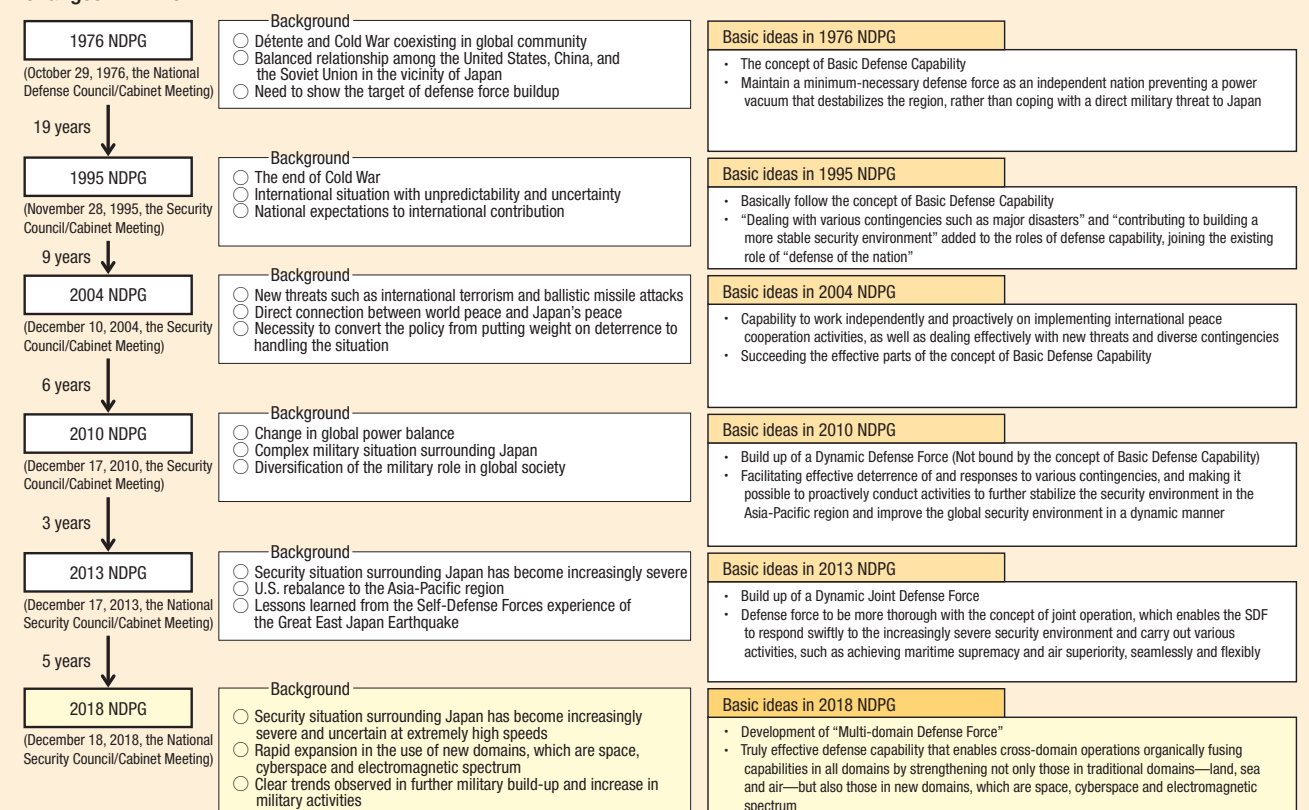 1976 NDPG
(October 29, 1976, the National
Defense Council/Cabinet Meeting)
Background
○ Détente and Cold War coexisting in global community
○ Balanced relationship among the United States, China, and
the Soviet Union in the vicinity of Japan
○ Need to show the target of defense force buildup
Basic ideas in 1976 NDPG
・ The concept of Basic Defense Capability
・ Maintain a minimum-necessary defense force as an independent nation preventing a power
vacuum that destabilizes the region, rather than coping with a direct military threat to Japan
19 years
1995 NDPG
(November 28, 1995, the Security
Council/Cabinet Meeting)
Background
○ The end of Cold War
○ International situation with unpredictability and uncertainty
○ National expectations to international contribution
Basic ideas in 1995 NDPG
・ Basically follow the concept of Basic Defense Capability
・ “Dealing with various contingencies such as major disasters” and “contributing to building a
more stable security environment” added to the roles of defense capability, joining the existing
role of “defense of the nation”
9 years
2004 NDPG
(December 10, 2004, the Security
Council/Cabinet Meeting)
Background
○ New threats such as international terrorism and ballistic missile attacks
○ Direct connection between world peace and Japan’s peace
○ Necessity to convert the policy from putting weight on deterrence to
handling the situation
Basic ideas in 2004 NDPG
・ Capability to work independently and proactively on implementing international peace
cooperation activities, as well as dealing effectively with new threats and diverse contingencies
・ Succeeding the effective parts of the concept of Basic Defense Capability
6 years
2010 NDPG
(December 17, 2010, the Security
Council/Cabinet Meeting)
Background
○ Change in global power balance
○ Complex military situation surrounding Japan
○ Diversification of the military role in global society
Basic ideas in 2010 NDPG
・ Build up of a Dynamic Defense Force (Not bound by the concept of Basic Defense Capability)
・ Facilitating effective deterrence of and responses to various contingencies, and making it
possible to proactively conduct activities to further stabilize the security environment in the
Asia-Pacific region and improve the global security environment in a dynamic manner
3 years
2013 NDPG
(December 17, 2013, the National
Security Council/Cabinet Meeting)
Background
○ Security situation surrounding Japan has become increasingly severe
○ U.S. rebalance to the Asia-Pacific region
○ Lessons learned from the Self-Defense Forces experience of
the Great East Japan Earthquake
Basic ideas in 2013 NDPG
・ Build up of a Dynamic Joint Defense Force
・ Defense force to be more thorough with the concept of joint operation, which enables the SDF
to respond swiftly to the increasingly severe security environment and carry out various
activities, such as achieving maritime supremacy and air superiority, seamlessly and flexibly
5 years
2018 NDPG
(December 18, 2018, the National
Security Council/Cabinet Meeting)
Background
○ Security situation surrounding Japan has become increasingly
severe and uncertain at extremely high speeds
○ Rapid expansion in the use of new domains, which are space,
cyberspace and electromagnetic spectrum
○ Clear trends observed in further military build-up and increase in
military activities
Basic ideas in 2018 NDPG
・ Development of “Multi-domain Defense Force”
・ Truly effective defense capability that enables cross-domain operations organically fusing
capabilities in all domains by strengthening not only those in traditional domains—land, sea
and air—but also those in new domains, which are space, cyberspace and electromagnetic
spectrum